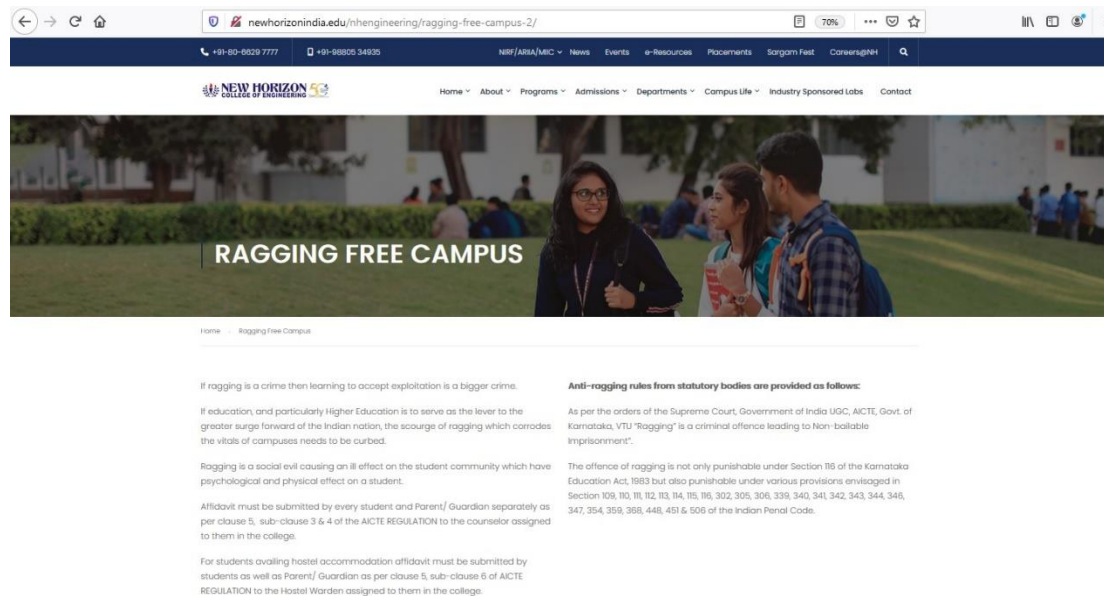 newhorizonindia.edu/nhengineering/ragging-free-campus-2/
70%
+91-80-6629 7777
+91-98805 34935
NIRF/ARIIA/MIIC
News
Events
e-Resources
Placements
Sargam Fest
Careers@NH
NEW HORIZON
COLLEGE OF ENGINEERING
Home
About
Programs
Admissions
Departments
Campus Life
Industry Sponsored Labs
Contact
RAGGING FREE CAMPUS
Home
Ragging Free Campus
If ragging is a crime then learning to accept exploitation is a bigger crime.
If education, and particularly Higher Education is to serve as the lever to the
greater surge forward of the Indian nation, the scourge of ragging which corrodes
the vitals of campuses needs to be curbed.
Ragging is a social evil causing an ill effect on the student community which have
psychological and physical effect on a student.
Affidavit must be submitted by every student and Parent/ Guardian separately as
per clause 5, sub-clause 3 & 4 of the AICTE REGULATION to the counselor assigned
to them in the college.
For students availing hostel accommodation affidavit must be submitted by
students as well as Parent/ Guardian as per clause 5, sub-clause 6 of AICTE
REGULATION to the Hostel Warden assigned to them in the college.
Anti-ragging rules from statutory bodies are provided as follows:
As per the orders of the Supreme Court, Government of India UGC, AICTE, Govt. of
Karnataka, VTU "Ragging" is a criminal offence leading to Non-bailable
Imprisonment".
The offence of ragging is not only punishable under Section 116 of the Karnataka
Education Act, 1983 but also punishable under various provisions envisaged in
Section 109, 110, 111, 112, 113, 114, 115, 116, 302, 305, 306, 339, 340, 341, 342, 343, 344, 346,
347, 354, 359, 368, 448, 451 & 506 of the Indian Penal Code.